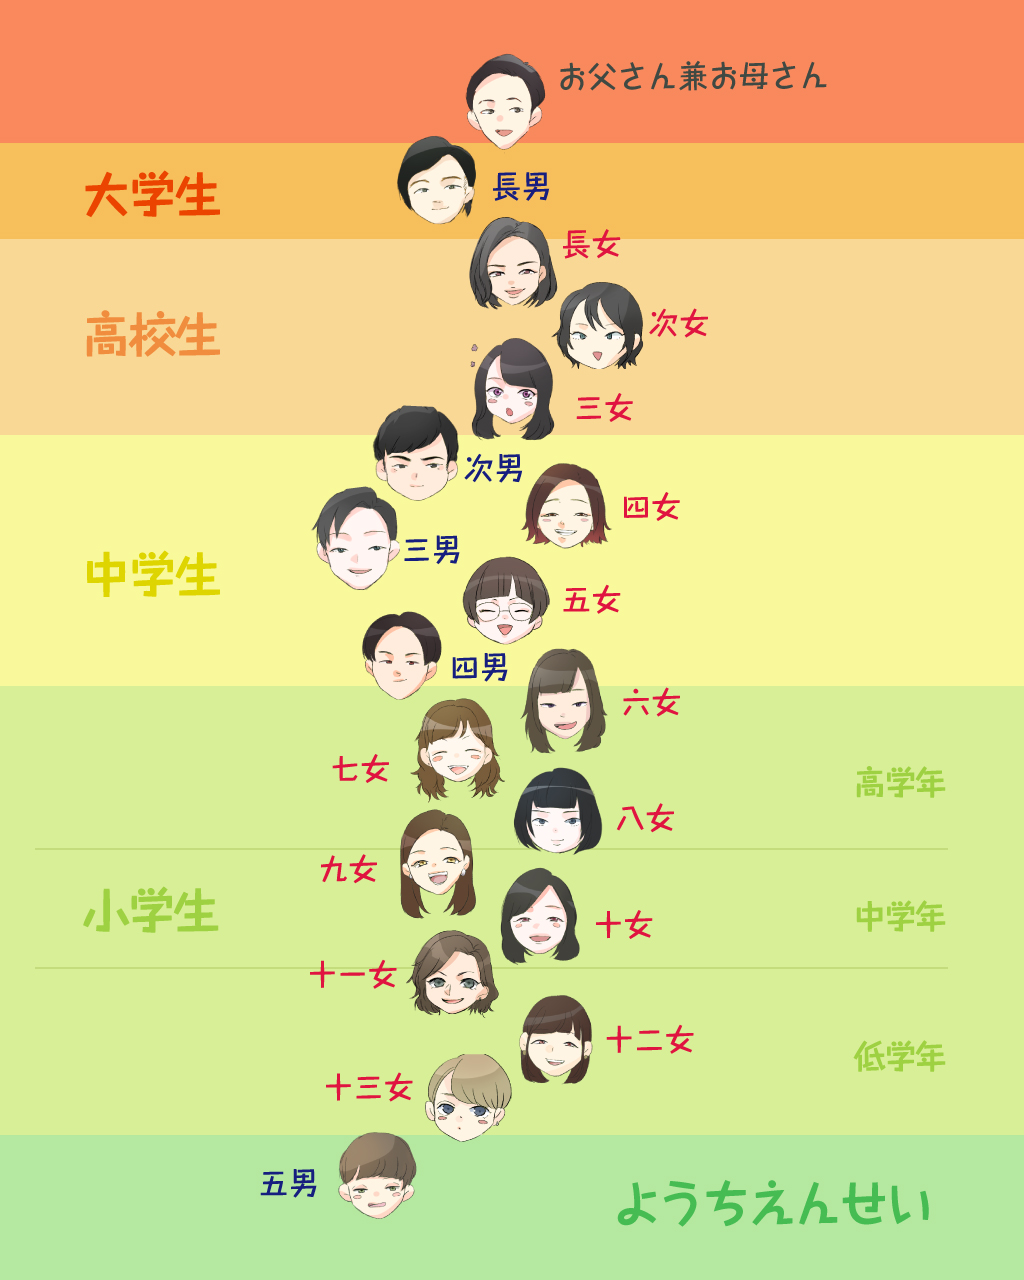 お父さん兼お母さん
大学生
長男
長女
高校生
次女
三女
次男
四女
三男
中学生
五女
四男
六女
七女
高学年
八女
九女
小学生
中学年
十女
十一女
十二女
低学年
十三女
五男
ようちえんせい